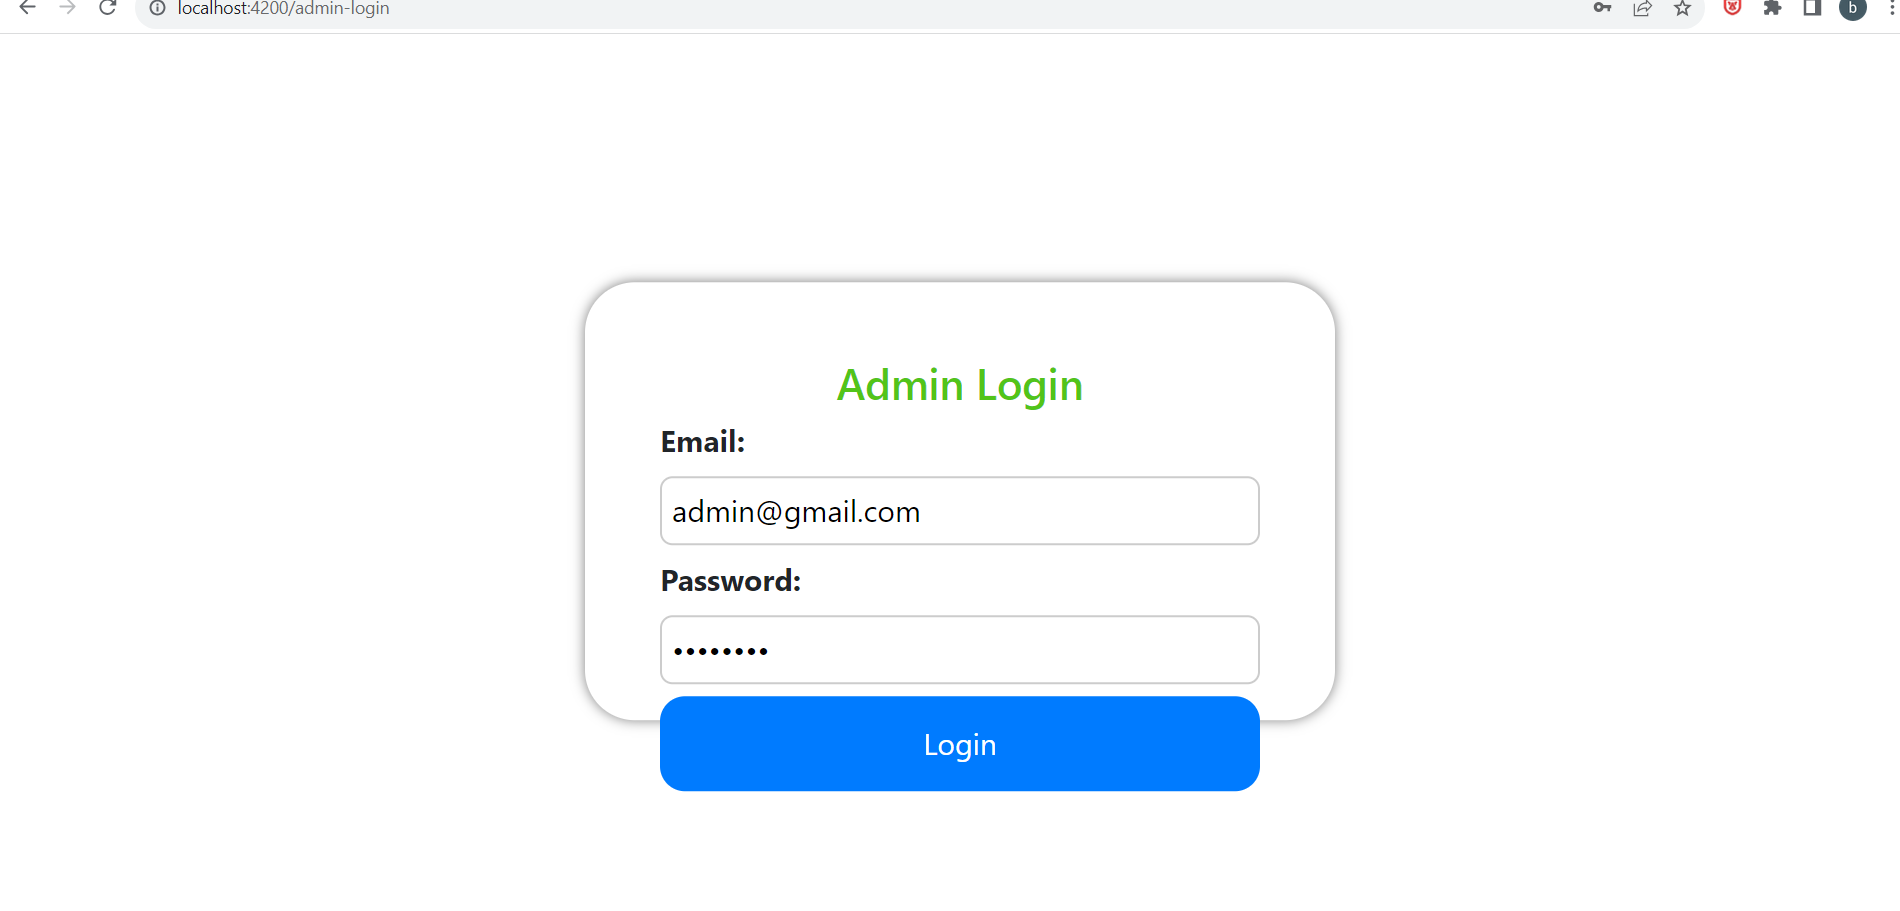 localhost:4200/admin-login
b
Admin Login
Email:
admin@gmail.com
Password:
••••••••
Login